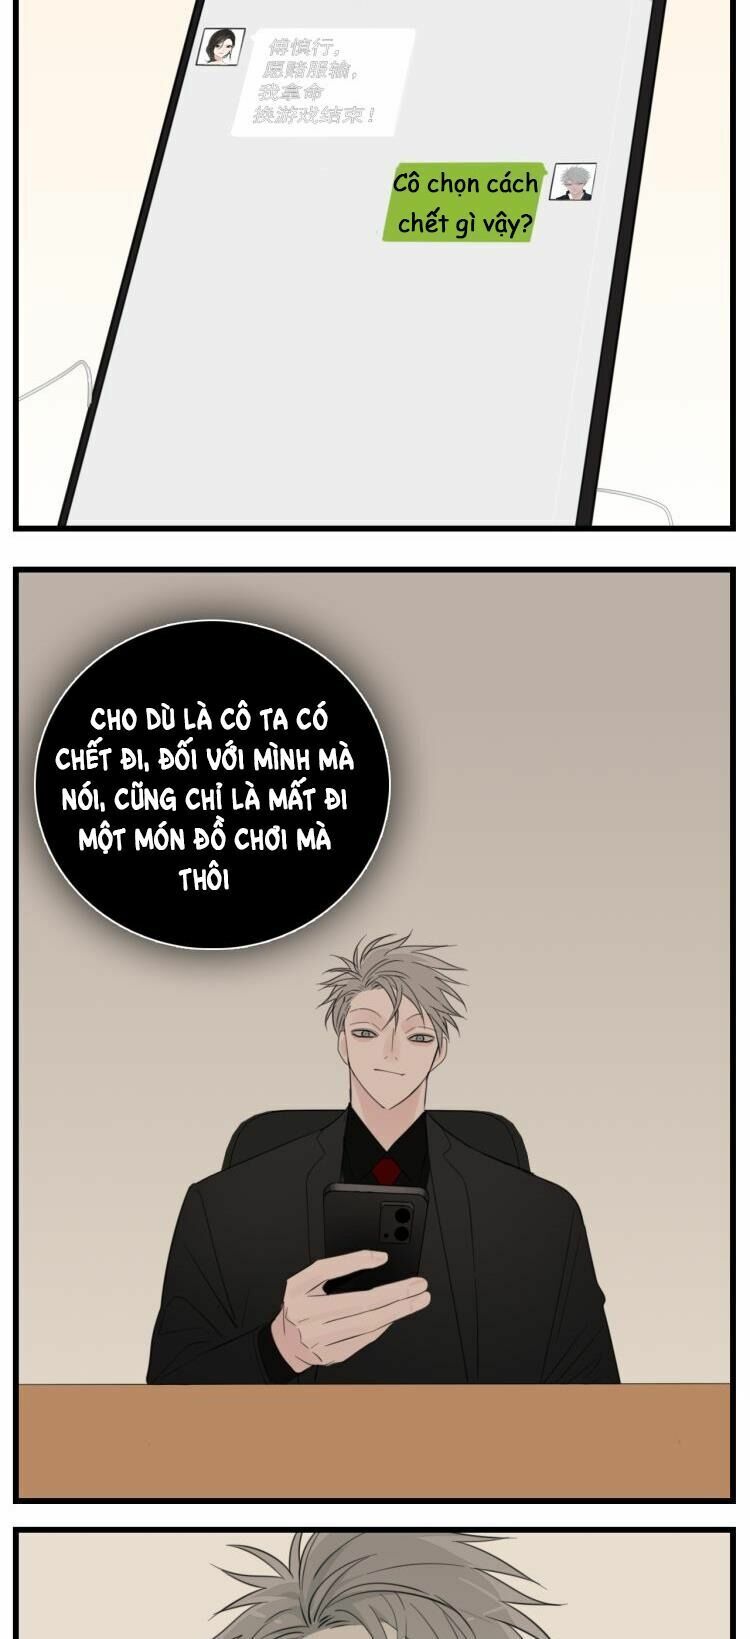 傅慎行，
愿赌服输，
我拿命
换游戏结束！
Cô chọn cách
chết gì vậy?
CHO DÙ LÀ CÔ TA CÓ
CHẾT ĐI, ĐỐI VỚI MÌNH MÀ
NÓI, CŨNG CHỈ LÀ MẤT ĐI
MỘT MÓN ĐỒ CHƠI MÀ
THÔI